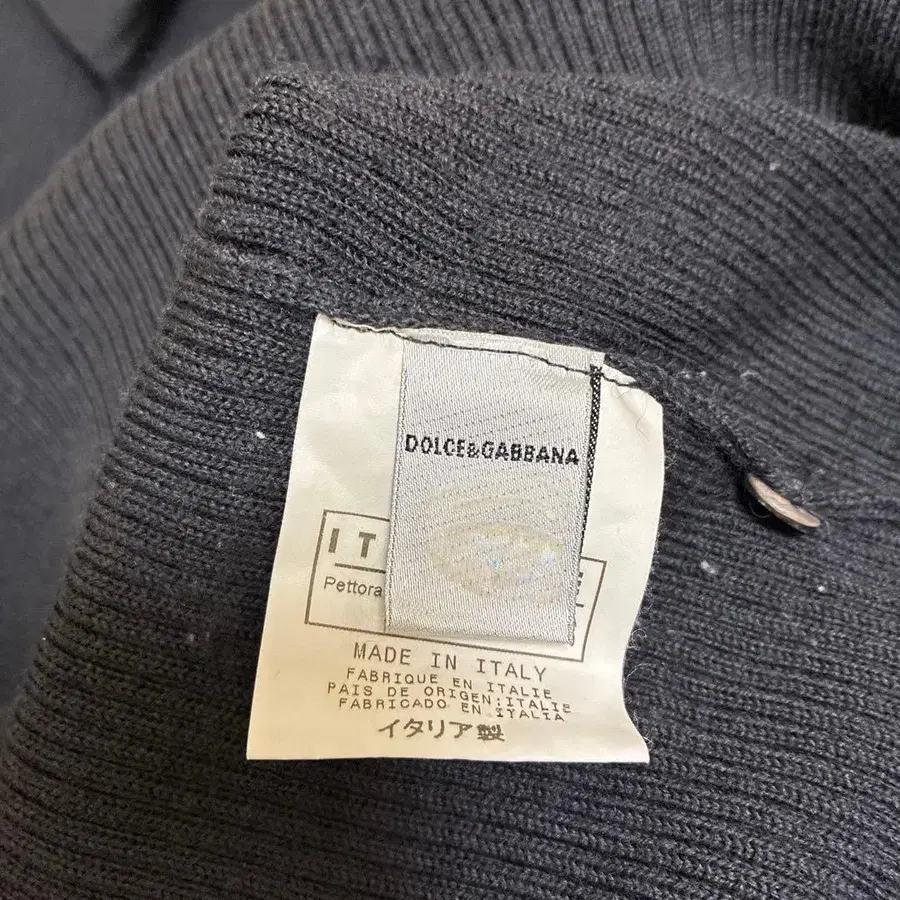 DOLCE&GABBANA
IT
Pettora
MADE IN ITALY
FABRIQUE EN ITALIE
PAIS DE ORIGEN:ITALIE
FABRICADO EN ITALIA
イタリア製